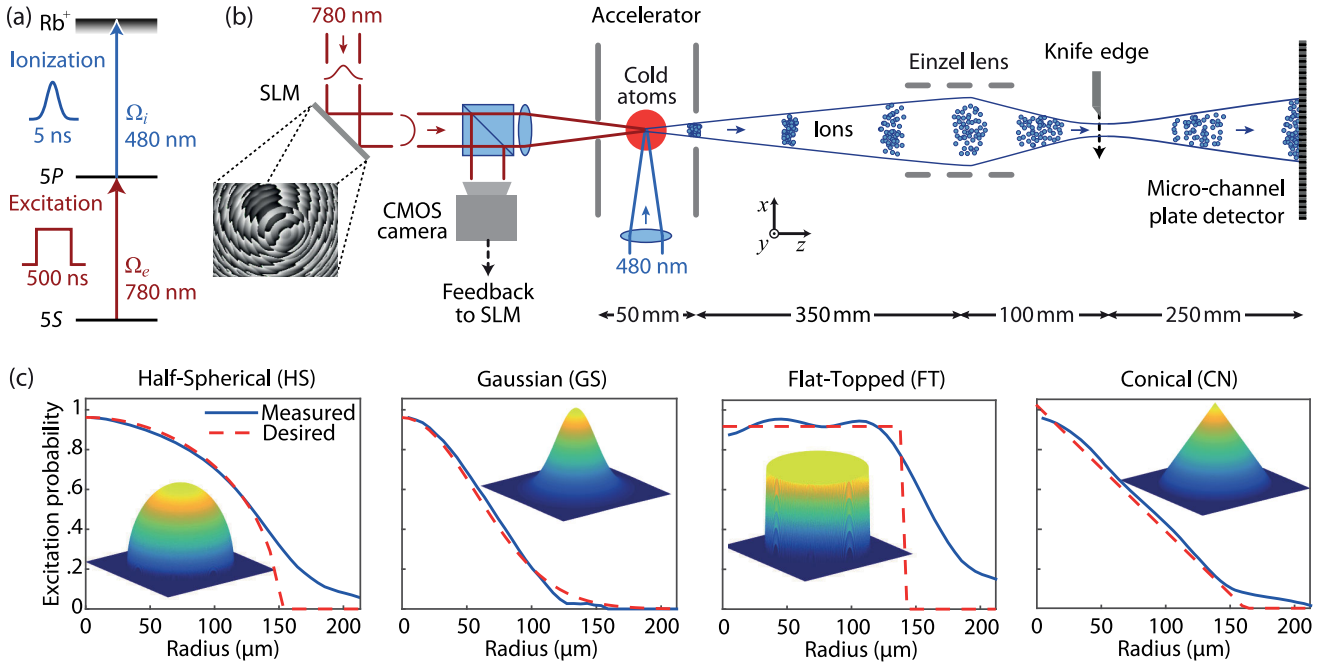 (a)
Rb+
Ionization
5 ns
Ωi
480 nm
5P
Excitation
500 ns
Ωe
780 nm
5S
(b)
780 nm
SLM
CMOS
camera
Feedback
to SLM
Accelerator
Cold
atoms
480 nm
Ions
Einzel lens
Knife edge
Micro-channel
plate detector
x
y
z
50 mm
350 mm
100 mm
250 mm
(c)
Half-Spherical (HS)
Gaussian (GS)
Flat-Topped (FT)
Conical (CN)
Excitation probability
1
.8
.6
.4
.2
0
Measured
Desired
0 50 100 150 200
Radius (μm)
0 50 100 150 200
Radius (μm)
0 50 100 150 200
Radius (μm)
0 50 100 150 200
Radius (μm)